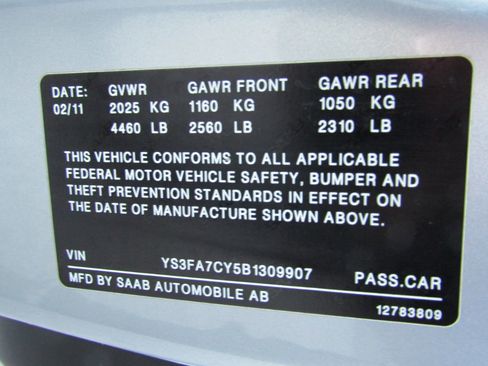 DATE: GVWR GAWR FRONT GAWR REAR
02/11 2025 KG 1160 KG 1050 KG
4460 LB 2560 LB 2310 LB
THIS VEHICLE CONFORMS TO ALL APPLICABLE
FEDERAL MOTOR VEHICLE SAFETY, BUMPER AND
THEFT PREVENTION STANDARDS IN EFFECT ON
THE DATE OF MANUFACTURE SHOWN ABOVE.
VIN YS3FA7CY5B1309907 PASS.CAR
MFD BY SAAB AUTOMOBILE AB 12783809